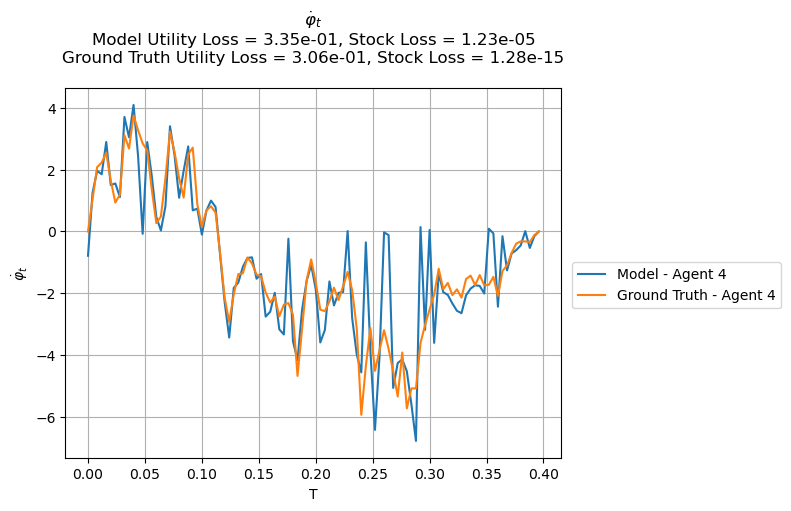 φ̇ₜ
Model Utility Loss = 3.35e-01, Stock Loss = 1.23e-05
Ground Truth Utility Loss = 3.06e-01, Stock Loss = 1.28e-15
4
2
0
−2
−4
−6
φ̇ₜ
0.00 0.05 0.10 0.15 0.20 0.25 0.30 0.35 0.40
T
Model - Agent 4
Ground Truth - Agent 4